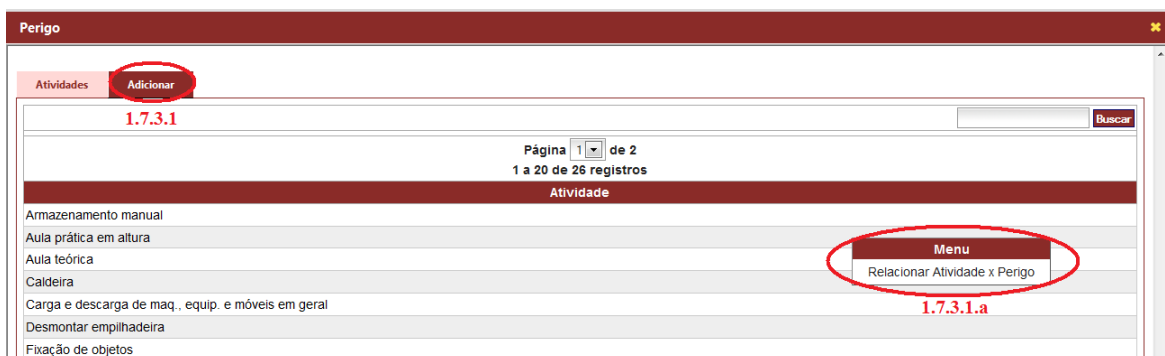 Perigo
Atividades Adicionar
1.7.3.1
Buscar
Página 1 de 2
1 a 20 de 26 registros
Atividade
Armazenamento manual
Aula prática em altura
Aula teórica
Menu
Caldeira
Relacionar Atividade x Perigo
Carga e descarga de maq., equip. e móveis em geral
1.7.3.1.a
Desmontar empilhadeira
Fixação de objetos